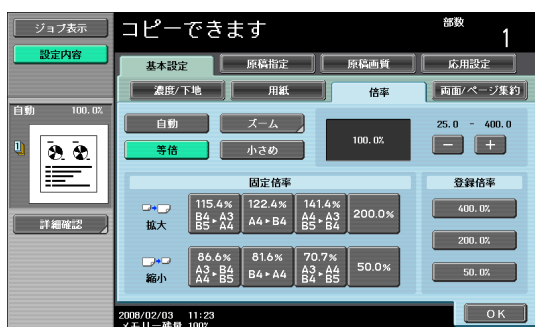 ジョブ表示
設定内容
自動 100.0%
詳細確認
コピーできます
部数
1
基本設定 原稿指定 原稿画質 応用設定
濃度/下地 用紙 倍率 両面/ページ集約
自動 ズーム
等倍 小さめ
100.0%
25.0 - 400.0
− +
固定倍率
拡大
115.4% B4▸A3 B5▸A4
122.4% A4▸B4
141.4% A4▸A3 B5▸B4
200.0%
縮小
86.6% A3▸B4 A4▸B5
81.6% B4▸A4
70.7% A3▸A4 B4▸B5
50.0%
登録倍率
400.0%
200.0%
50.0%
2008/02/03 11:23
メモリー残量 100%
OK